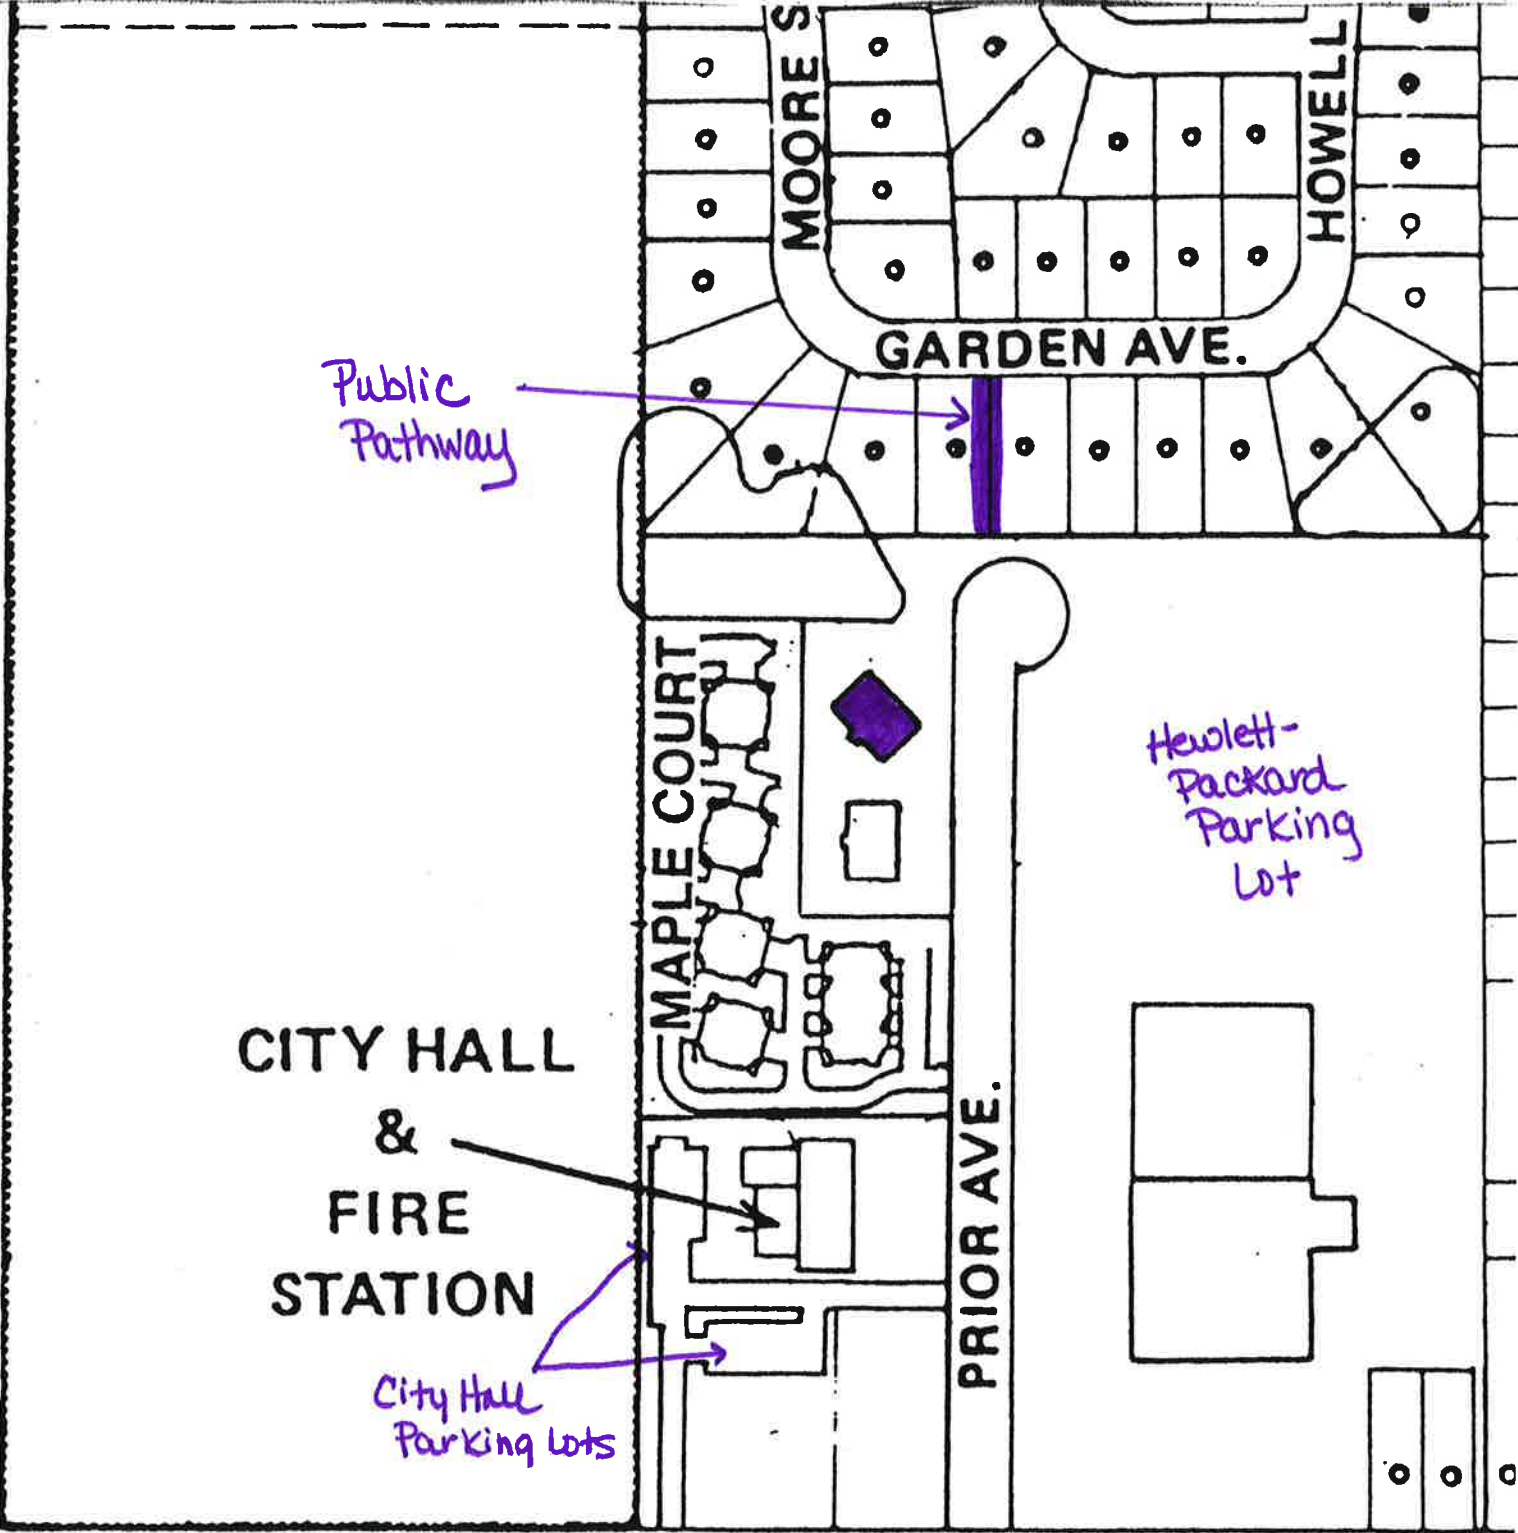 MOORE S
HOWELL
GARDEN AVE.
Public
Pathway
MAPLE COURT
Hewlett-
Packard
Parking
Lot
CITY HALL
&
FIRE
STATION
PRIOR AVE.
City Hall
Parking Lots